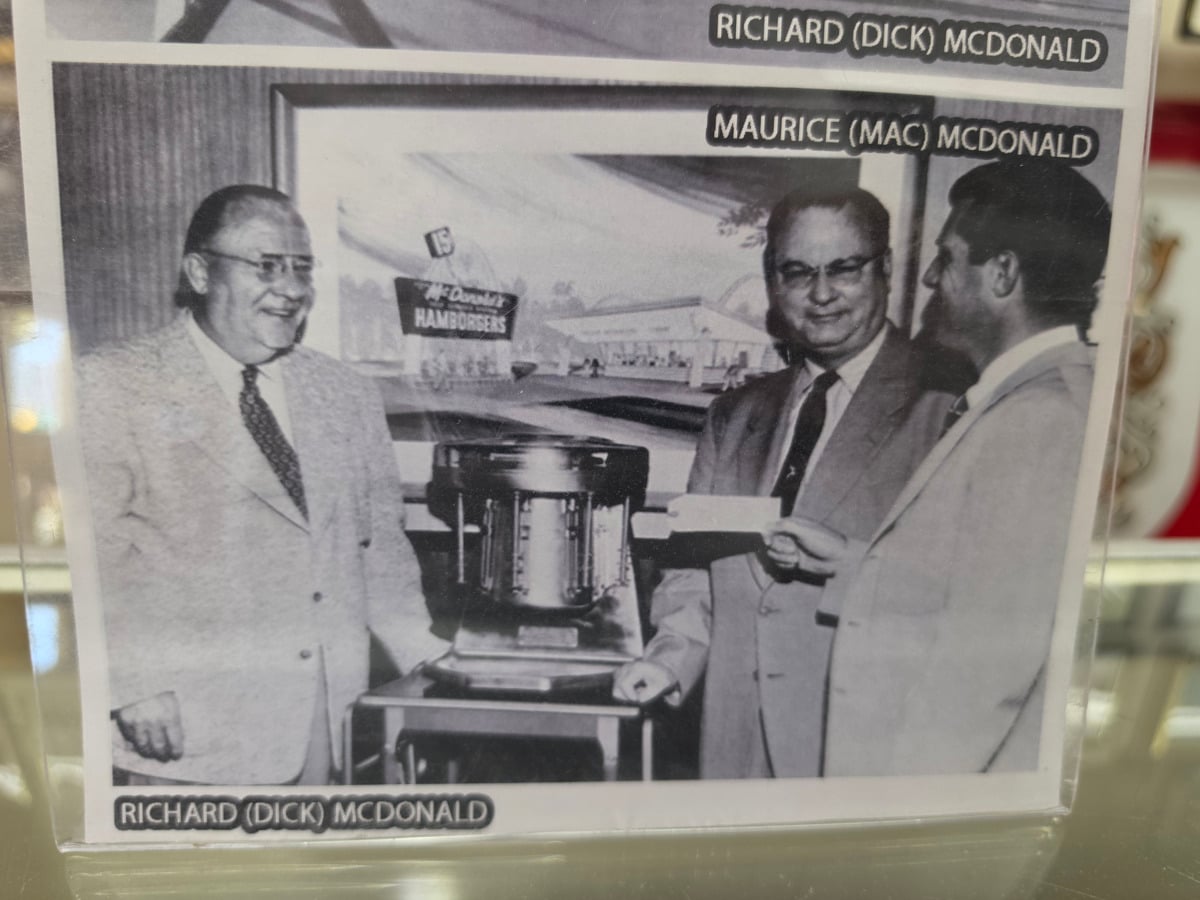 RICHARD (DICK) MCDONALD
MAURICE (MAC) MCDONALD
15
McDonald's
HAMBURGERS
RICHARD (DICK) MCDONALD